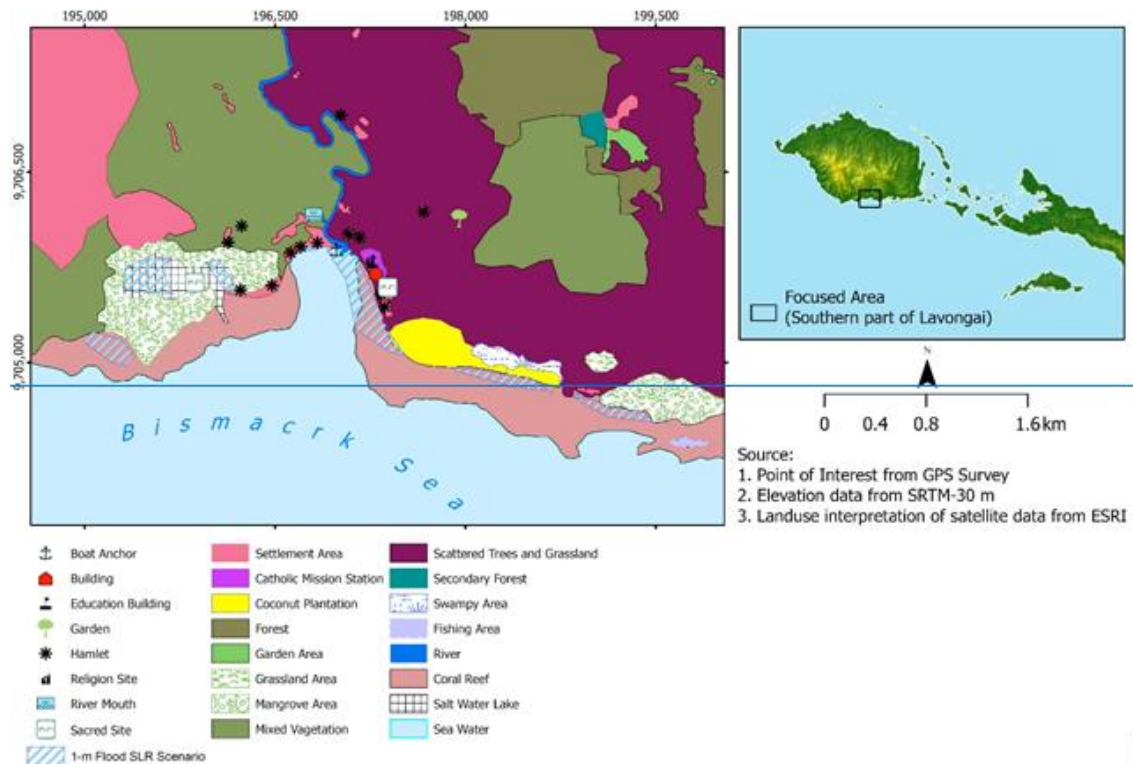 195,000 196,500 198,000 199,500
9,706,500
9,705,000
Bismacrk Sea
Focused Area
(Southern part of Lavongai)
N
0 0.4 0.8 1.6 km
Source:
1. Point of Interest from GPS Survey
2. Elevation data from SRTM-30 m
3. Landuse interpretation of satellite data from ESRI
Boat Anchor
Building
Education Building
Garden
Hamlet
Religion Site
River Mouth
Sacred Site
1-m Flood SLR Scenario
Settlement Area
Catholic Mission Station
Coconut Plantation
Forest
Garden Area
Grassland Area
Mangrove Area
Mixed Vagetation
Scattered Trees and Grassland
Secondary Forest
Swampy Area
Fishing Area
River
Coral Reef
Salt Water Lake
Sea Water